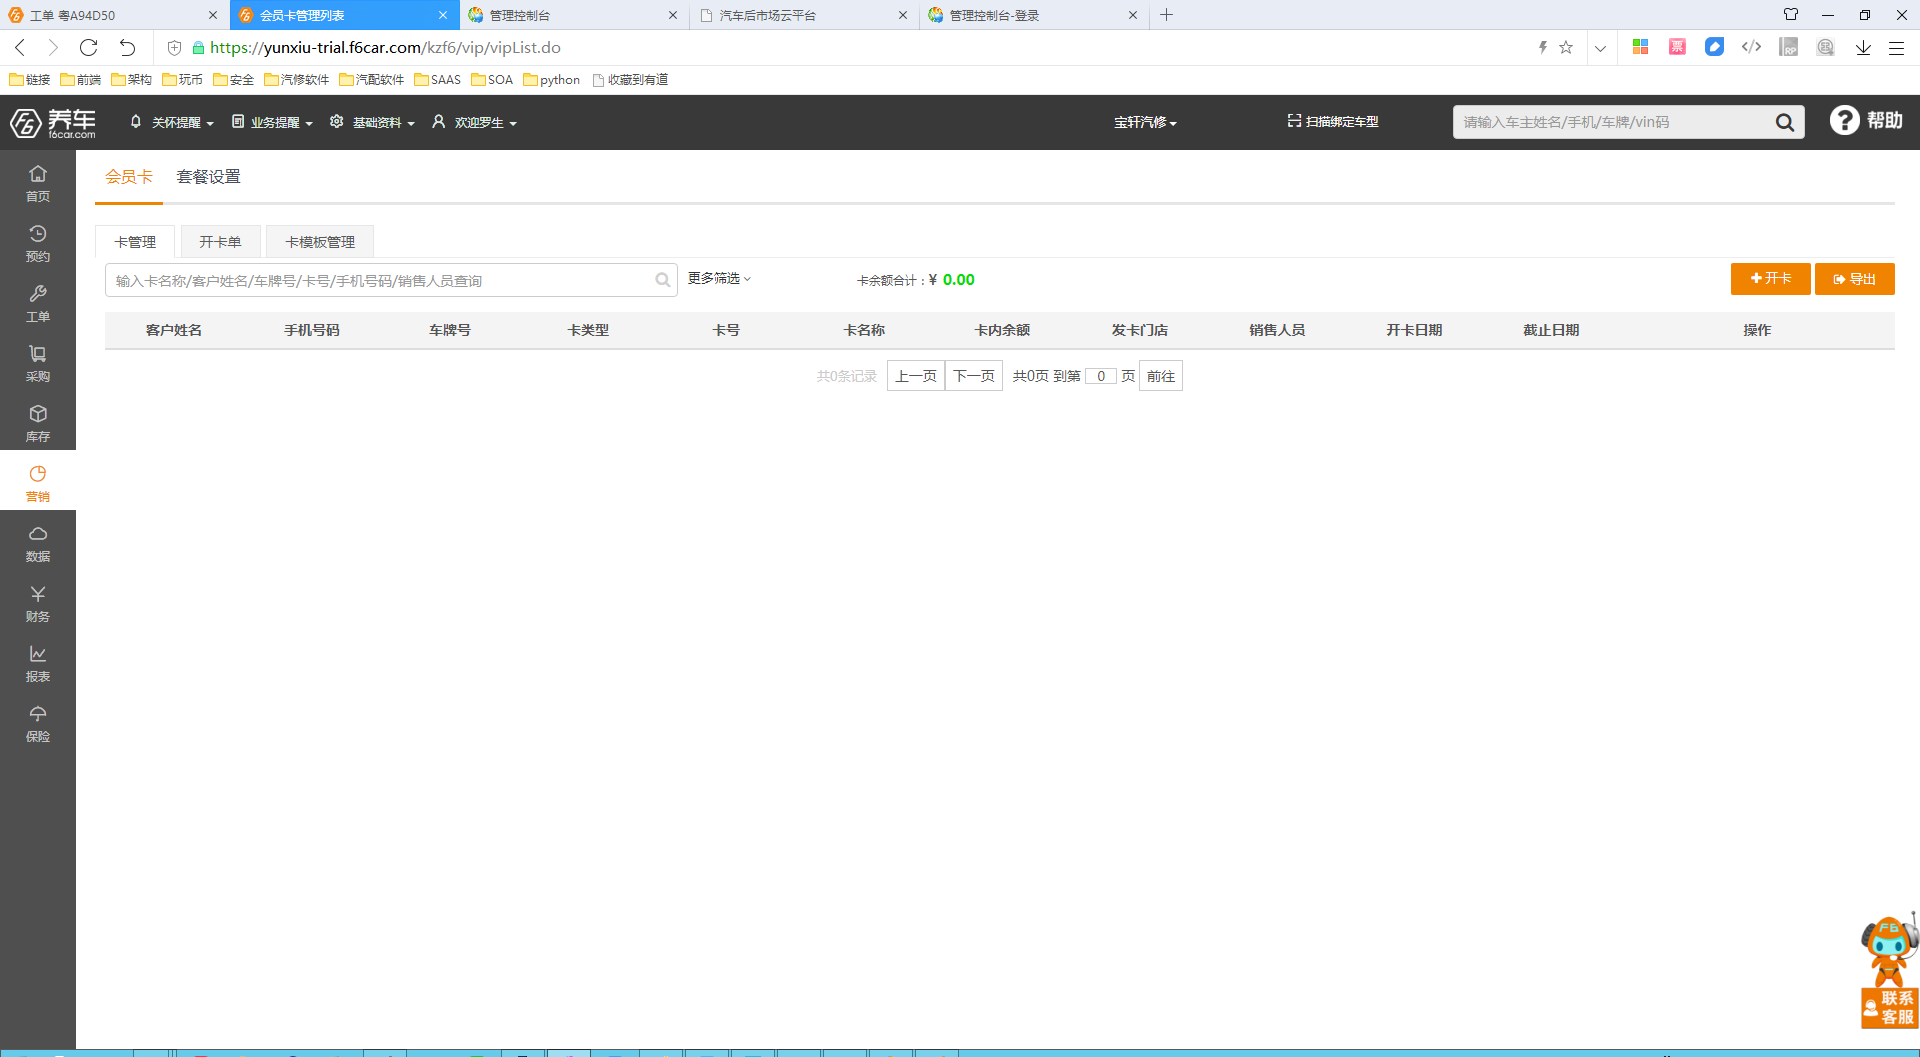 工单 粤A94D50
会员卡管理列表
管理控制台
汽车后市场云平台
管理控制台-登录
https://yunxiu-trial.f6car.com/kzf6/vip/vipList.do
票
RP
链接 前端 架构 玩币 安全 汽修软件 汽配软件 SAAS SOA python 收藏到有道
F6 养车
f6car.com
关怀提醒 业务提醒 基础资料 欢迎罗生
宝轩汽修
扫描绑定车型
请输入车主姓名/手机/车牌/vin码
? 帮助
首页
预约
工单
采购
库存
营销
数据
财务
报表
保险
会员卡 套餐设置
卡管理 开卡单 卡模板管理
输入卡名称/客户姓名/车牌号/卡号/手机号码/销售人员查询
更多筛选
卡余额合计：¥ 0.00
开卡
导出
客户姓名 手机号码 车牌号 卡类型 卡号 卡名称 卡内余额 发卡门店 销售人员 开卡日期 截止日期 操作
共0条记录 上一页 下一页 共0页 到第 0 页 前往
F6
联系
客服